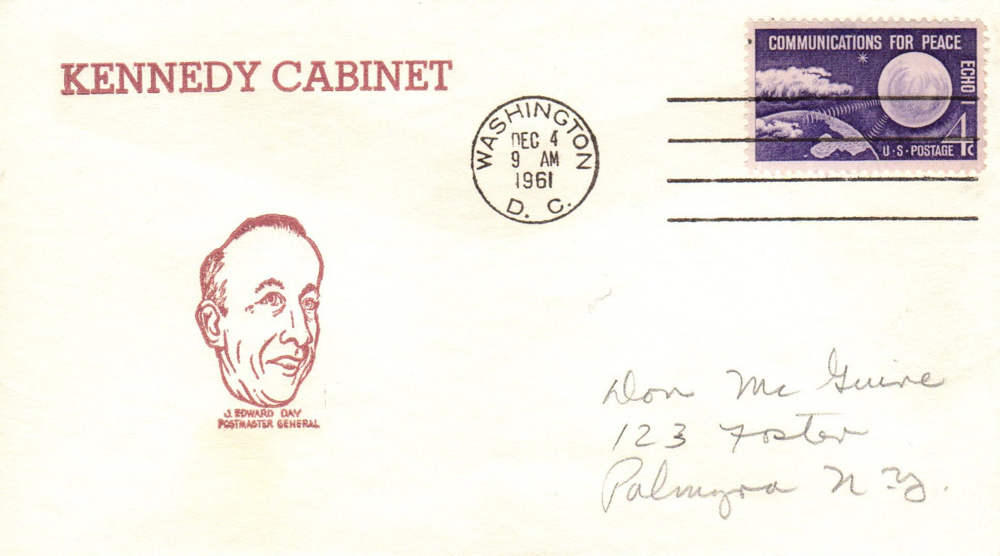 KENNEDY CABINET
COMMUNICATIONS FOR PEACE
ECHO I
4c
U·S·POSTAGE
WASHINGTON
DEC 4
9 AM
1961
D. C.
J. EDWARD DAY
POSTMASTER GENERAL
Don Mc Guire
123 Foster
Palmyra N.Y.